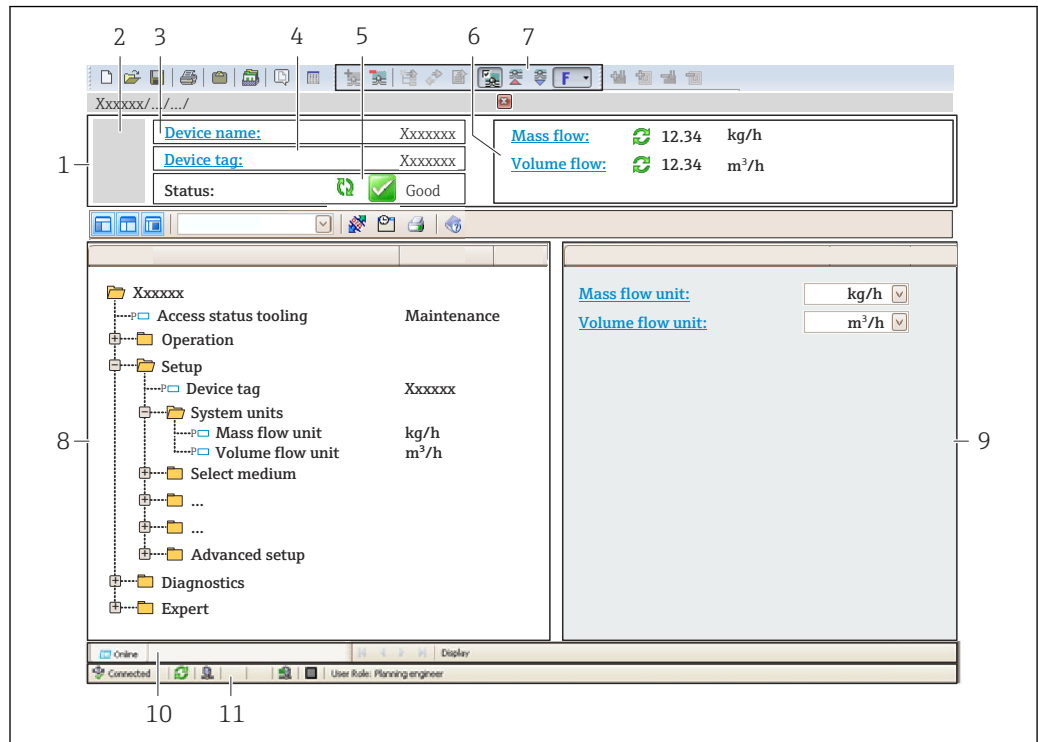 2 3 4 5 6 7
F
Xxxxxx/.../.../
1
Device name: Xxxxxxx
Device tag: Xxxxxxx
Status: Good
Mass flow: 12.34 kg/h
Volume flow: 12.34 m³/h
Xxxxxx
P Access status tooling Maintenance
Operation
Setup
P Device tag Xxxxxx
System units
P Mass flow unit kg/h
P Volume flow unit m³/h
Select medium
...
...
Advanced setup
Diagnostics
Expert
Mass flow unit: kg/h
Volume flow unit: m³/h
8
9
Online Display
Connected User Role: Planning engineer
10 11